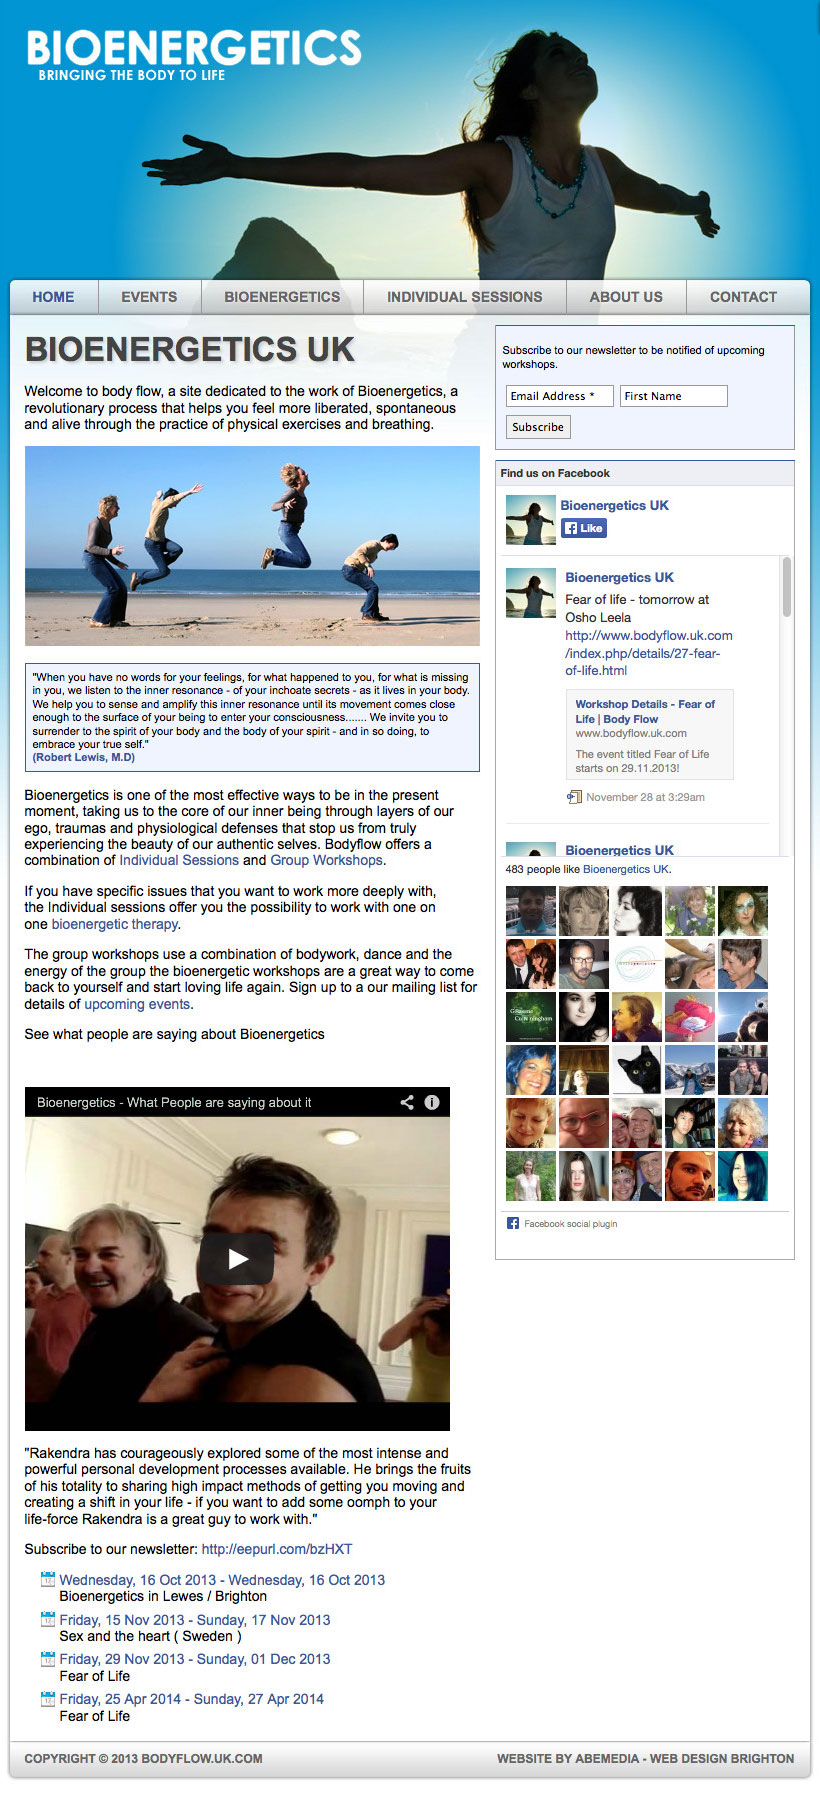 BIOENERGETICS
BRINGING THE BODY TO LIFE
HOME
EVENTS
BIOENERGETICS
INDIVIDUAL SESSIONS
ABOUT US
CONTACT
BIOENERGETICS UK
Welcome to body flow, a site dedicated to the work of Bioenergetics, a
revolutionary process that helps you feel more liberated, spontaneous
and alive through the practice of physical exercises and breathing.
"When you have no words for your feelings, for what happened to you, for what is missing
in you, we listen to the inner resonance - of your inchoate secrets - as it lives in your body.
We help you to sense and amplify this inner resonance until its movement comes close
enough to the surface of your being to enter your consciousness....... We invite you to
surrender to the spirit of your body and the body of your spirit - and in so doing, to
embrace your true self."
(Robert Lewis, M.D)
Bioenergetics is one of the most effective ways to be in the present
moment, taking us to the core of our inner being through layers of our
ego, traumas and physiological defenses that stop us from truly
experiencing the beauty of our authentic selves. Bodyflow offers a
combination of Individual Sessions and Group Workshops.
If you have specific issues that you want to work more deeply with,
the Individual sessions offer you the possibility to work with one on
one bioenergetic therapy.
The group workshops use a combination of bodywork, dance and the
energy of the group the bioenergetic workshops are a great way to come
back to yourself and start loving life again. Sign up to a our mailing list for
details of upcoming events.
See what people are saying about Bioenergetics
Bioenergetics - What People are saying about it
"Rakendra has courageously explored some of the most intense and
powerful personal development processes available. He brings the fruits
of his totality to sharing high impact methods of getting you moving and
creating a shift in your life - if you want to add some oomph to your
life-force Rakendra is a great guy to work with."
Subscribe to our newsletter: http://eepurl.com/bzHXT
Wednesday, 16 Oct 2013 - Wednesday, 16 Oct 2013
Bioenergetics in Lewes / Brighton
Friday, 15 Nov 2013 - Sunday, 17 Nov 2013
Sex and the heart ( Sweden )
Friday, 29 Nov 2013 - Sunday, 01 Dec 2013
Fear of Life
Friday, 25 Apr 2014 - Sunday, 27 Apr 2014
Fear of Life
Subscribe to our newsletter to be notified of upcoming
workshops.
Email Address *
First Name
Subscribe
Find us on Facebook
Bioenergetics UK
Like
Bioenergetics UK
Fear of life - tomorrow at
Osho Leela
http://www.bodyflow.uk.com
/index.php/details/27-fear-
of-life.html
Workshop Details - Fear of
Life | Body Flow
www.bodyflow.uk.com
The event titled Fear of Life
starts on 29.11.2013!
November 28 at 3:29am
Bioenergetics UK
483 people like Bioenergetics UK.
Facebook social plugin
COPYRIGHT © 2013 BODYFLOW.UK.COM
WEBSITE BY ABEMEDIA - WEB DESIGN BRIGHTON